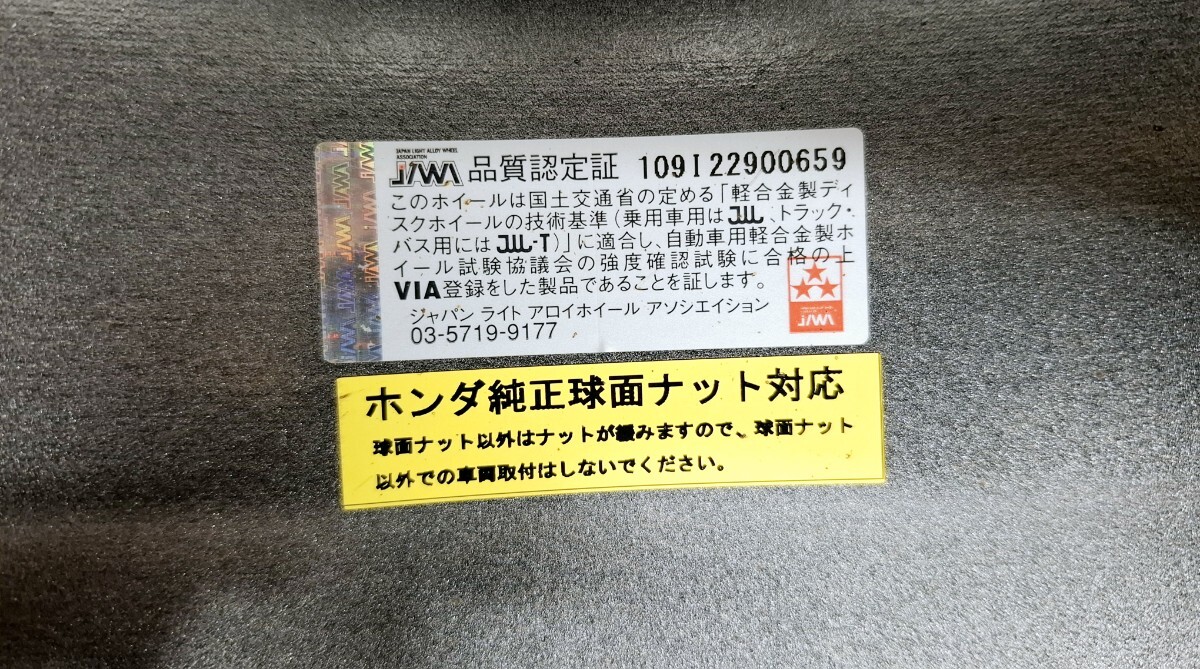 JAPAN LIGHT ALLOY WHEEL
ASSOCIATION
JAWA 品質認定証 109I22900659
このホイールは国土交通省の定める「軽合金製ディ
スクホイールの技術基準(乗用車用はJWL、トラック・
バス用にはJWL-T)」に適合し、自動車用軽合金製ホ
イール試験協議会の強度確認試験に合格の上
VIA登録をした製品であることを証します。
ジャパン ライト アロイホイール アソシエイション
03-5719-9177
JAWA
ホンダ純正球面ナット対応
球面ナット以外はナットが緩みますので、球面ナット
以外での車両取付はしないでください。